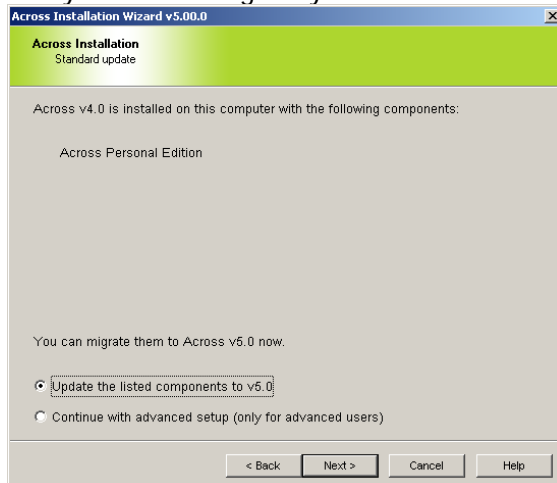 Across Installation Wizard v5.00.0
Across Installation
Standard update
Across v4.0 is installed on this computer with the following components:
Across Personal Edition
You can migrate them to Across v5.0 now.
Update the listed components to v5.0
Continue with advanced setup (only for advanced users)
< Back Next > Cancel Help